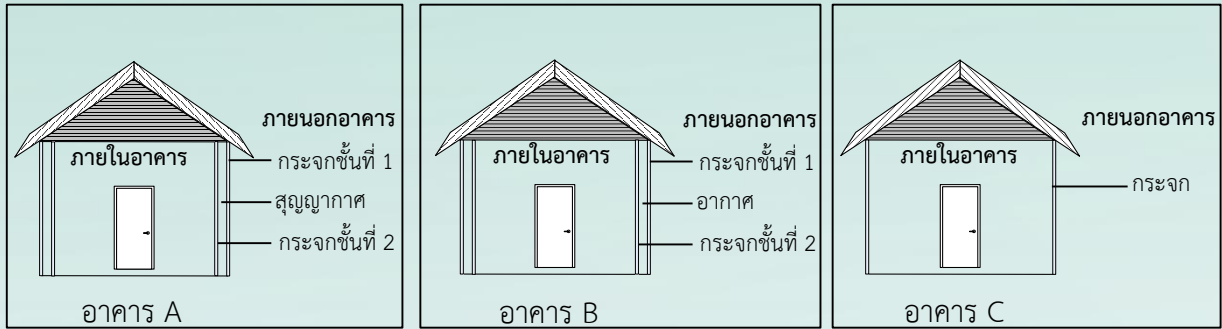 ภายนอกอาคาร
ภายในอาคาร
กระจกชั้นที่ 1
สุญญากาศ
กระจกชั้นที่ 2
อาคาร A
ภายนอกอาคาร
ภายในอาคาร
กระจกชั้นที่ 1
อากาศ
กระจกชั้นที่ 2
อาคาร B
ภายนอกอาคาร
ภายในอาคาร
กระจก
อาคาร C